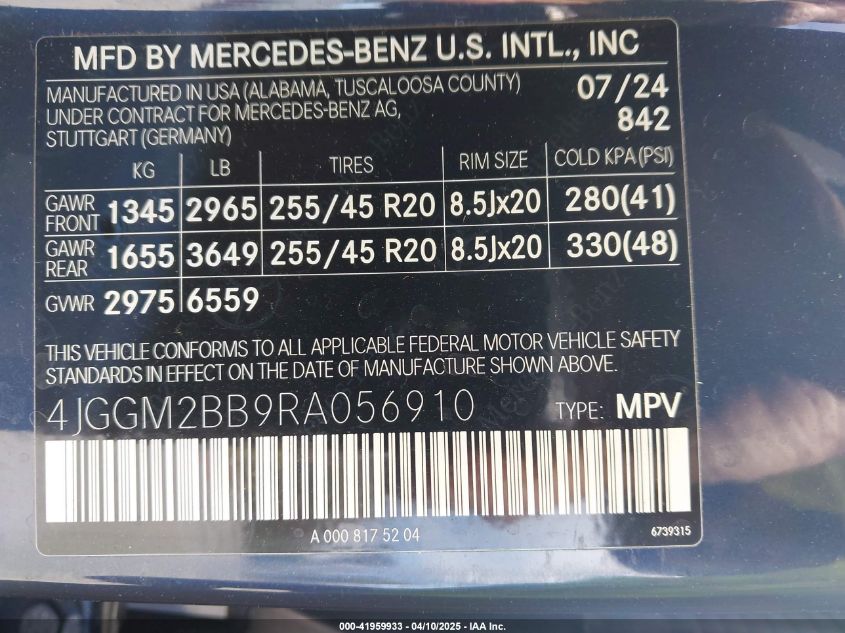 MFD BY MERCEDES-BENZ U.S. INTL., INC
MANUFACTURED IN USA (ALABAMA, TUSCALOOSA COUNTY) 07/24
UNDER CONTRACT FOR MERCEDES-BENZ AG, 842
STUTTGART (GERMANY)
KG LB TIRES RIM SIZE COLD KPA (PSI)
GAWR FRONT 1345 2965 255/45 R20 8.5Jx20 280(41)
GAWR REAR 1655 3649 255/45 R20 8.5Jx20 330(48)
GVWR 2975 6559
THIS VEHICLE CONFORMS TO ALL APPLICABLE FEDERAL MOTOR VEHICLE SAFETY
STANDARDS IN EFFECT ON THE DATE OF MANUFACTURE SHOWN ABOVE.
4JGGM2BB9RA056910 TYPE: MPV
A 000 817 52 04 6739315
000-41959933 - 04/10/2025 - IAA Inc.